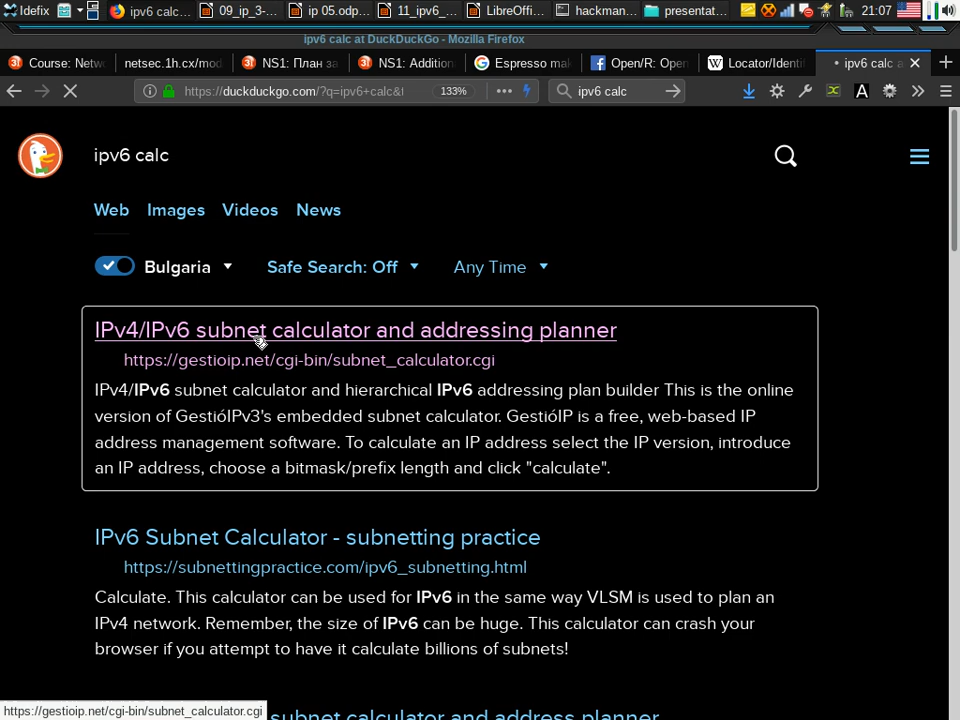 Idefix
ipv6 calc...
09_ip_3-...
ip 05.odp...
11_ipv6_...
LibreOffi...
hackman...
presentat...
21:07
ipv6 calc at DuckDuckGo - Mozilla Firefox
Course: Netw
netsec.1h.cx/mod
NS1: План за
NS1: Addition
Espresso mak
Open/R: Open
Locator/Identi
ipv6 calc a
https://duckduckgo.com/?q=ipv6+calc&t
133%
ipv6 calc
ipv6 calc
Web
Images
Videos
News
Bulgaria
Safe Search: Off
Any Time
IPv4/IPv6 subnet calculator and addressing planner
https://gestioip.net/cgi-bin/subnet_calculator.cgi
IPv4/IPv6 subnet calculator and hierarchical IPv6 addressing plan builder This is the online
version of GestióIPv3's embedded subnet calculator. GestióIP is a free, web-based IP
address management software. To calculate an IP address select the IP version, introduce
an IP address, choose a bitmask/prefix length and click "calculate".
IPv6 Subnet Calculator - subnetting practice
https://subnettingpractice.com/ipv6_subnetting.html
Calculate. This calculator can be used for IPv6 in the same way VLSM is used to plan an
IPv4 network. Remember, the size of IPv6 can be huge. This calculator can crash your
browser if you attempt to have it calculate billions of subnets!
https://gestioip.net/cgi-bin/subnet_calculator.cgi
subnet calculator and address planner